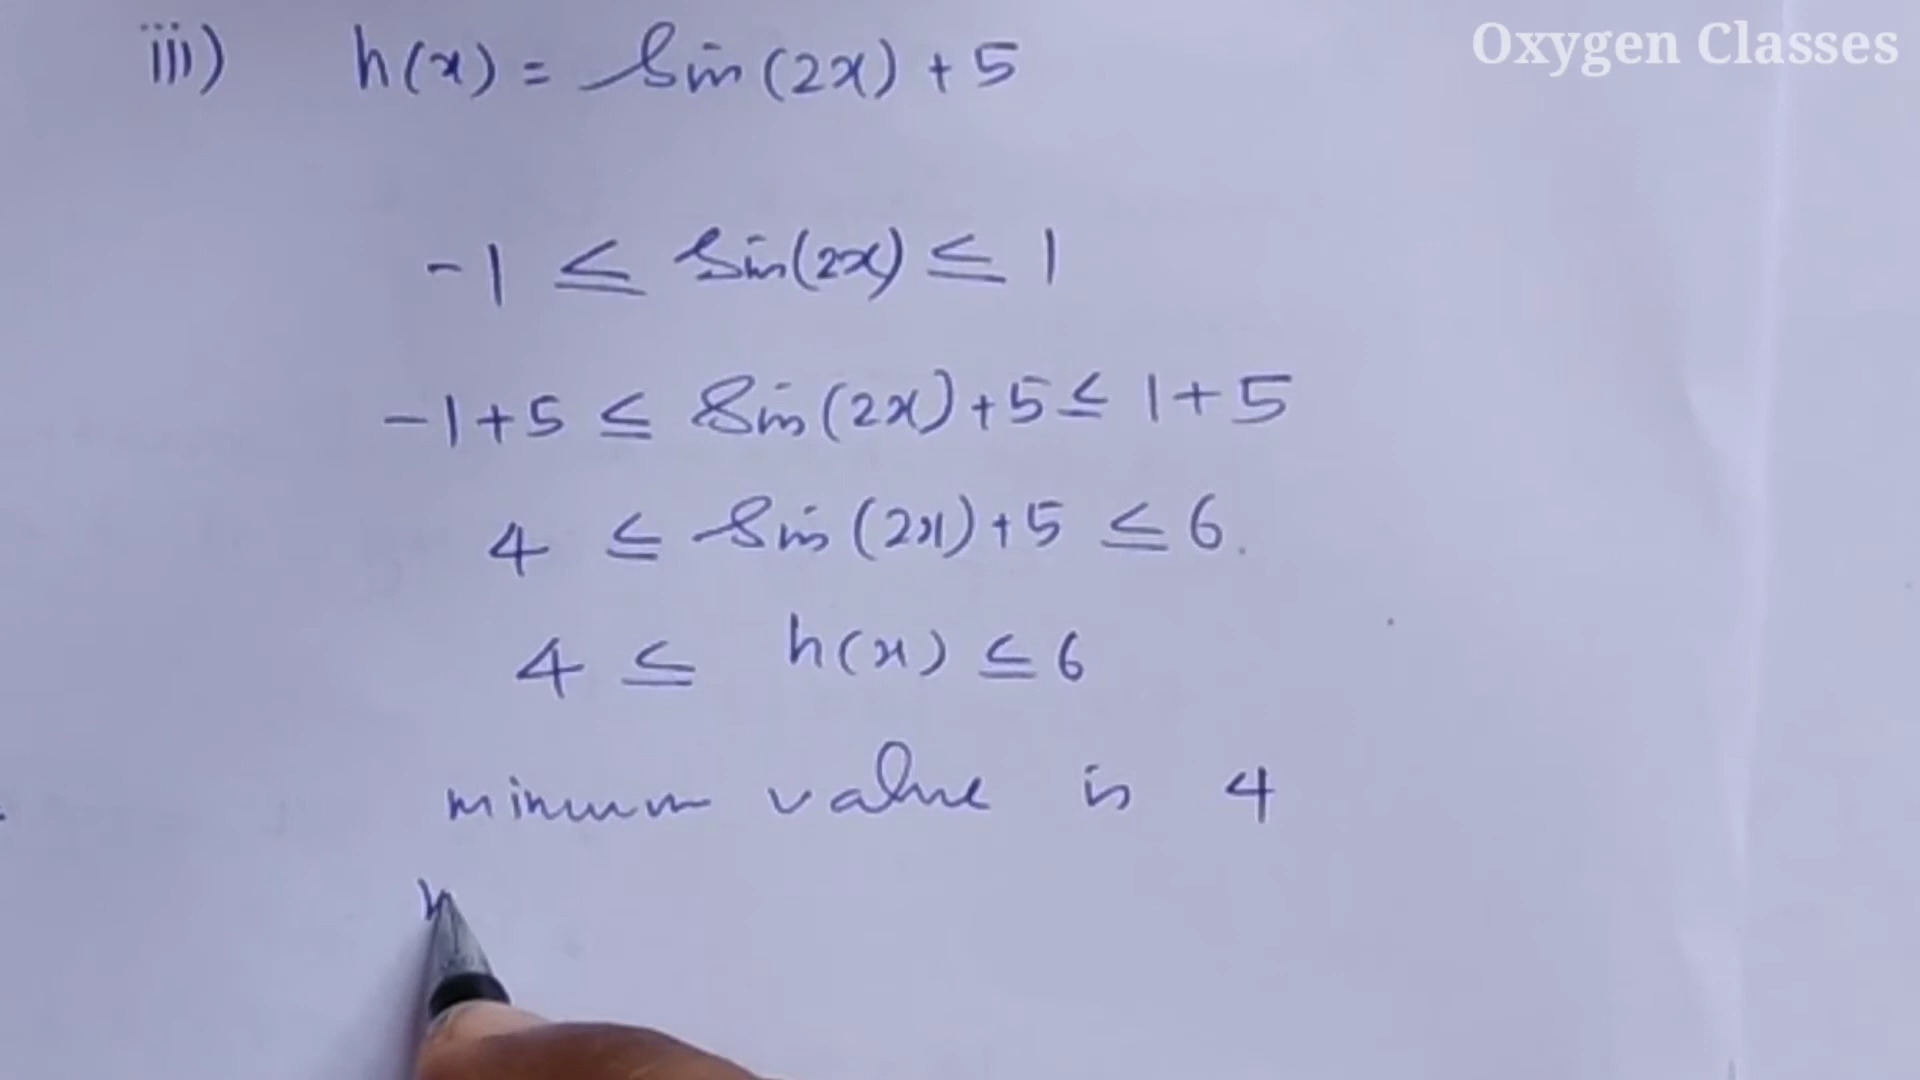 Oxygen Classes
iii) h(x) = Sin(2x) + 5
-1 ≤ Sin(2x) ≤ 1
-1+5 ≤ Sin(2x)+5 ≤ 1+5
4 ≤ Sin(2x)+5 ≤ 6.
4 ≤ h(x) ≤ 6
minimum value is 4